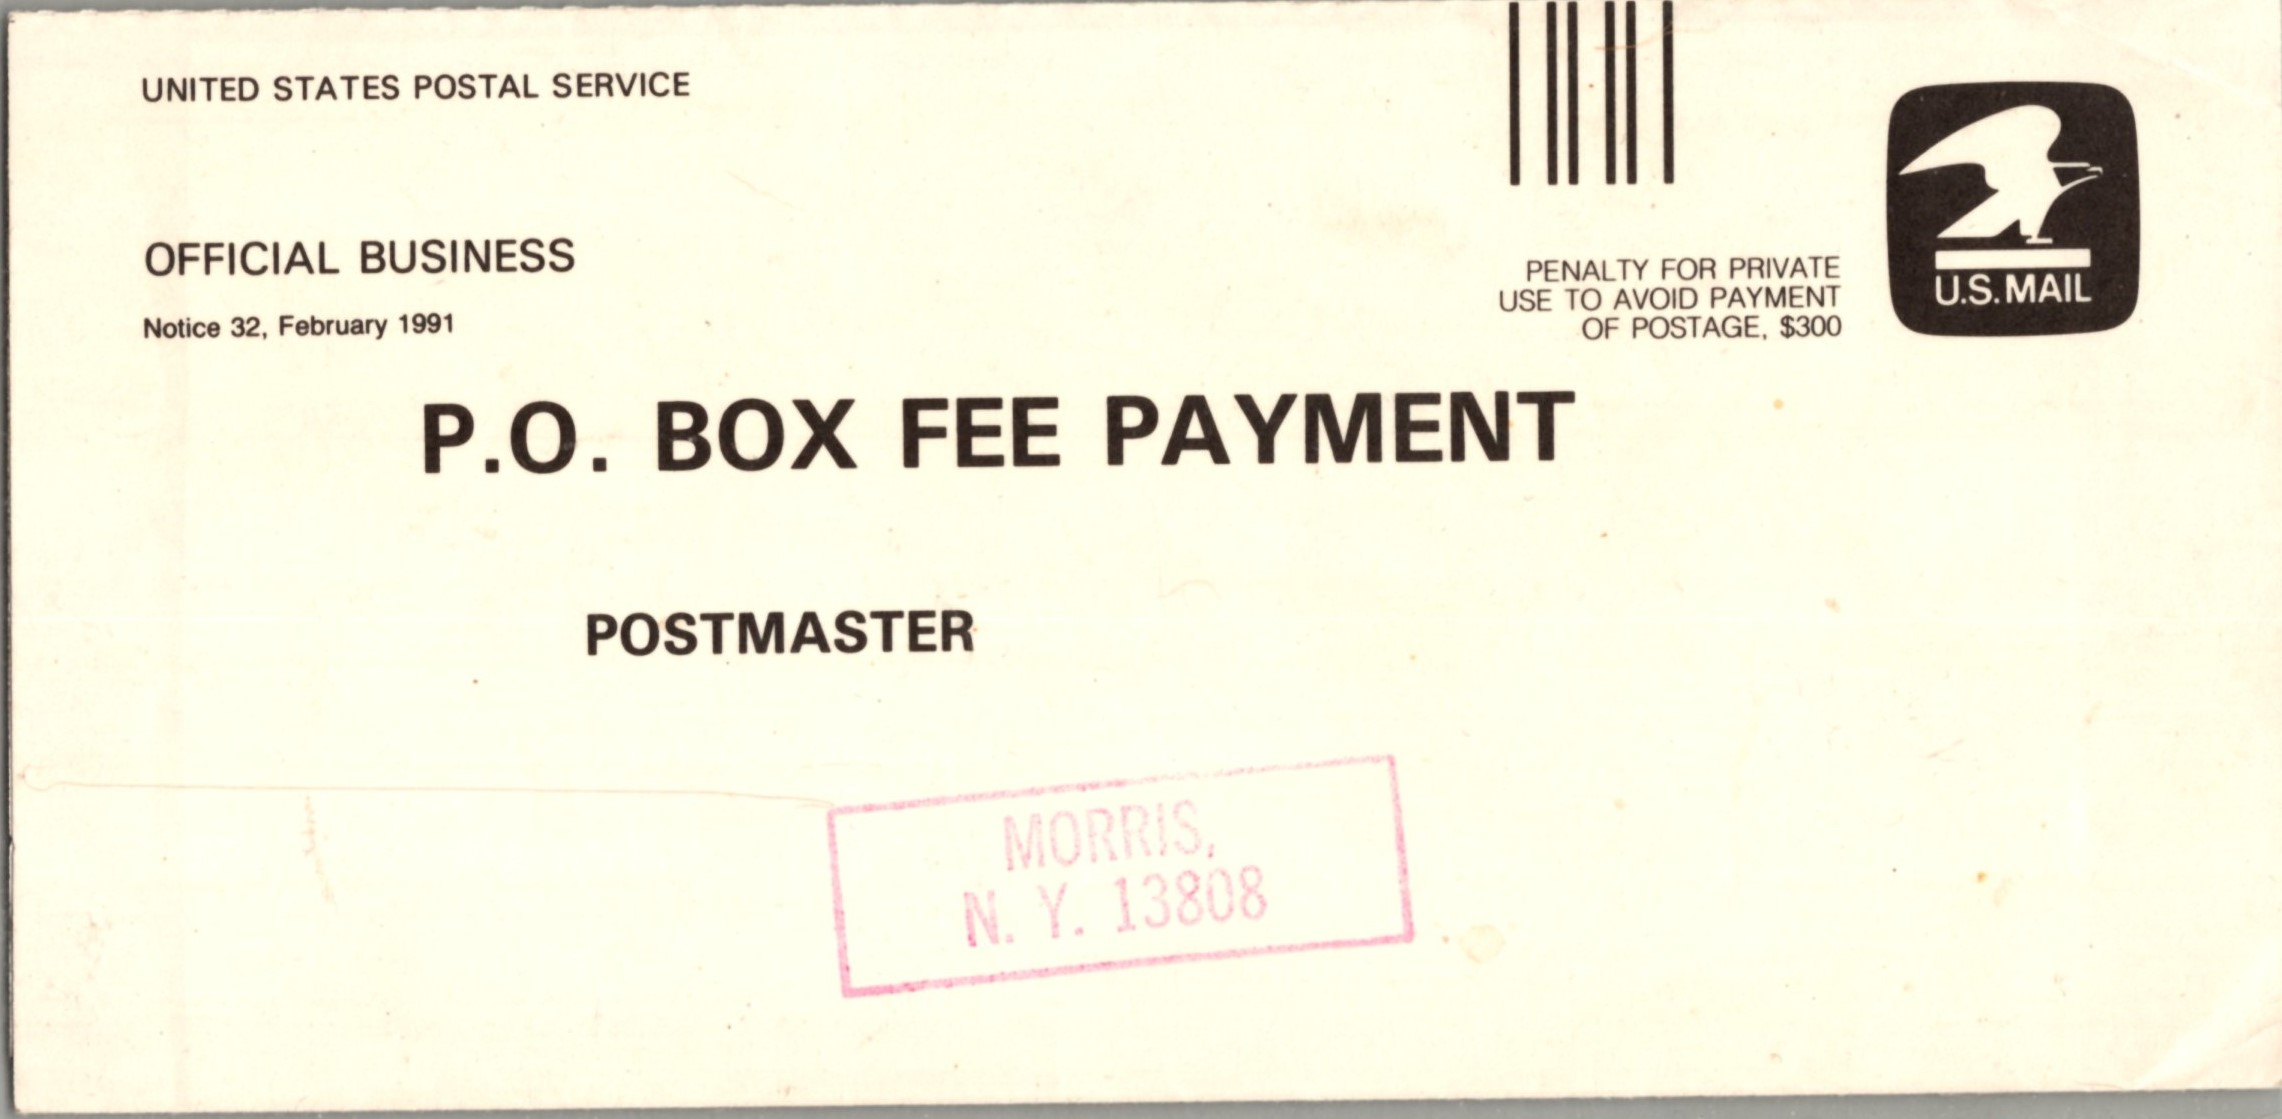 UNITED STATES POSTAL SERVICE
OFFICIAL BUSINESS
Notice 32, February 1991
PENALTY FOR PRIVATE
USE TO AVOID PAYMENT
OF POSTAGE, $300
U.S.MAIL
P.O. BOX FEE PAYMENT
POSTMASTER
MORRIS,
N. Y. 13808